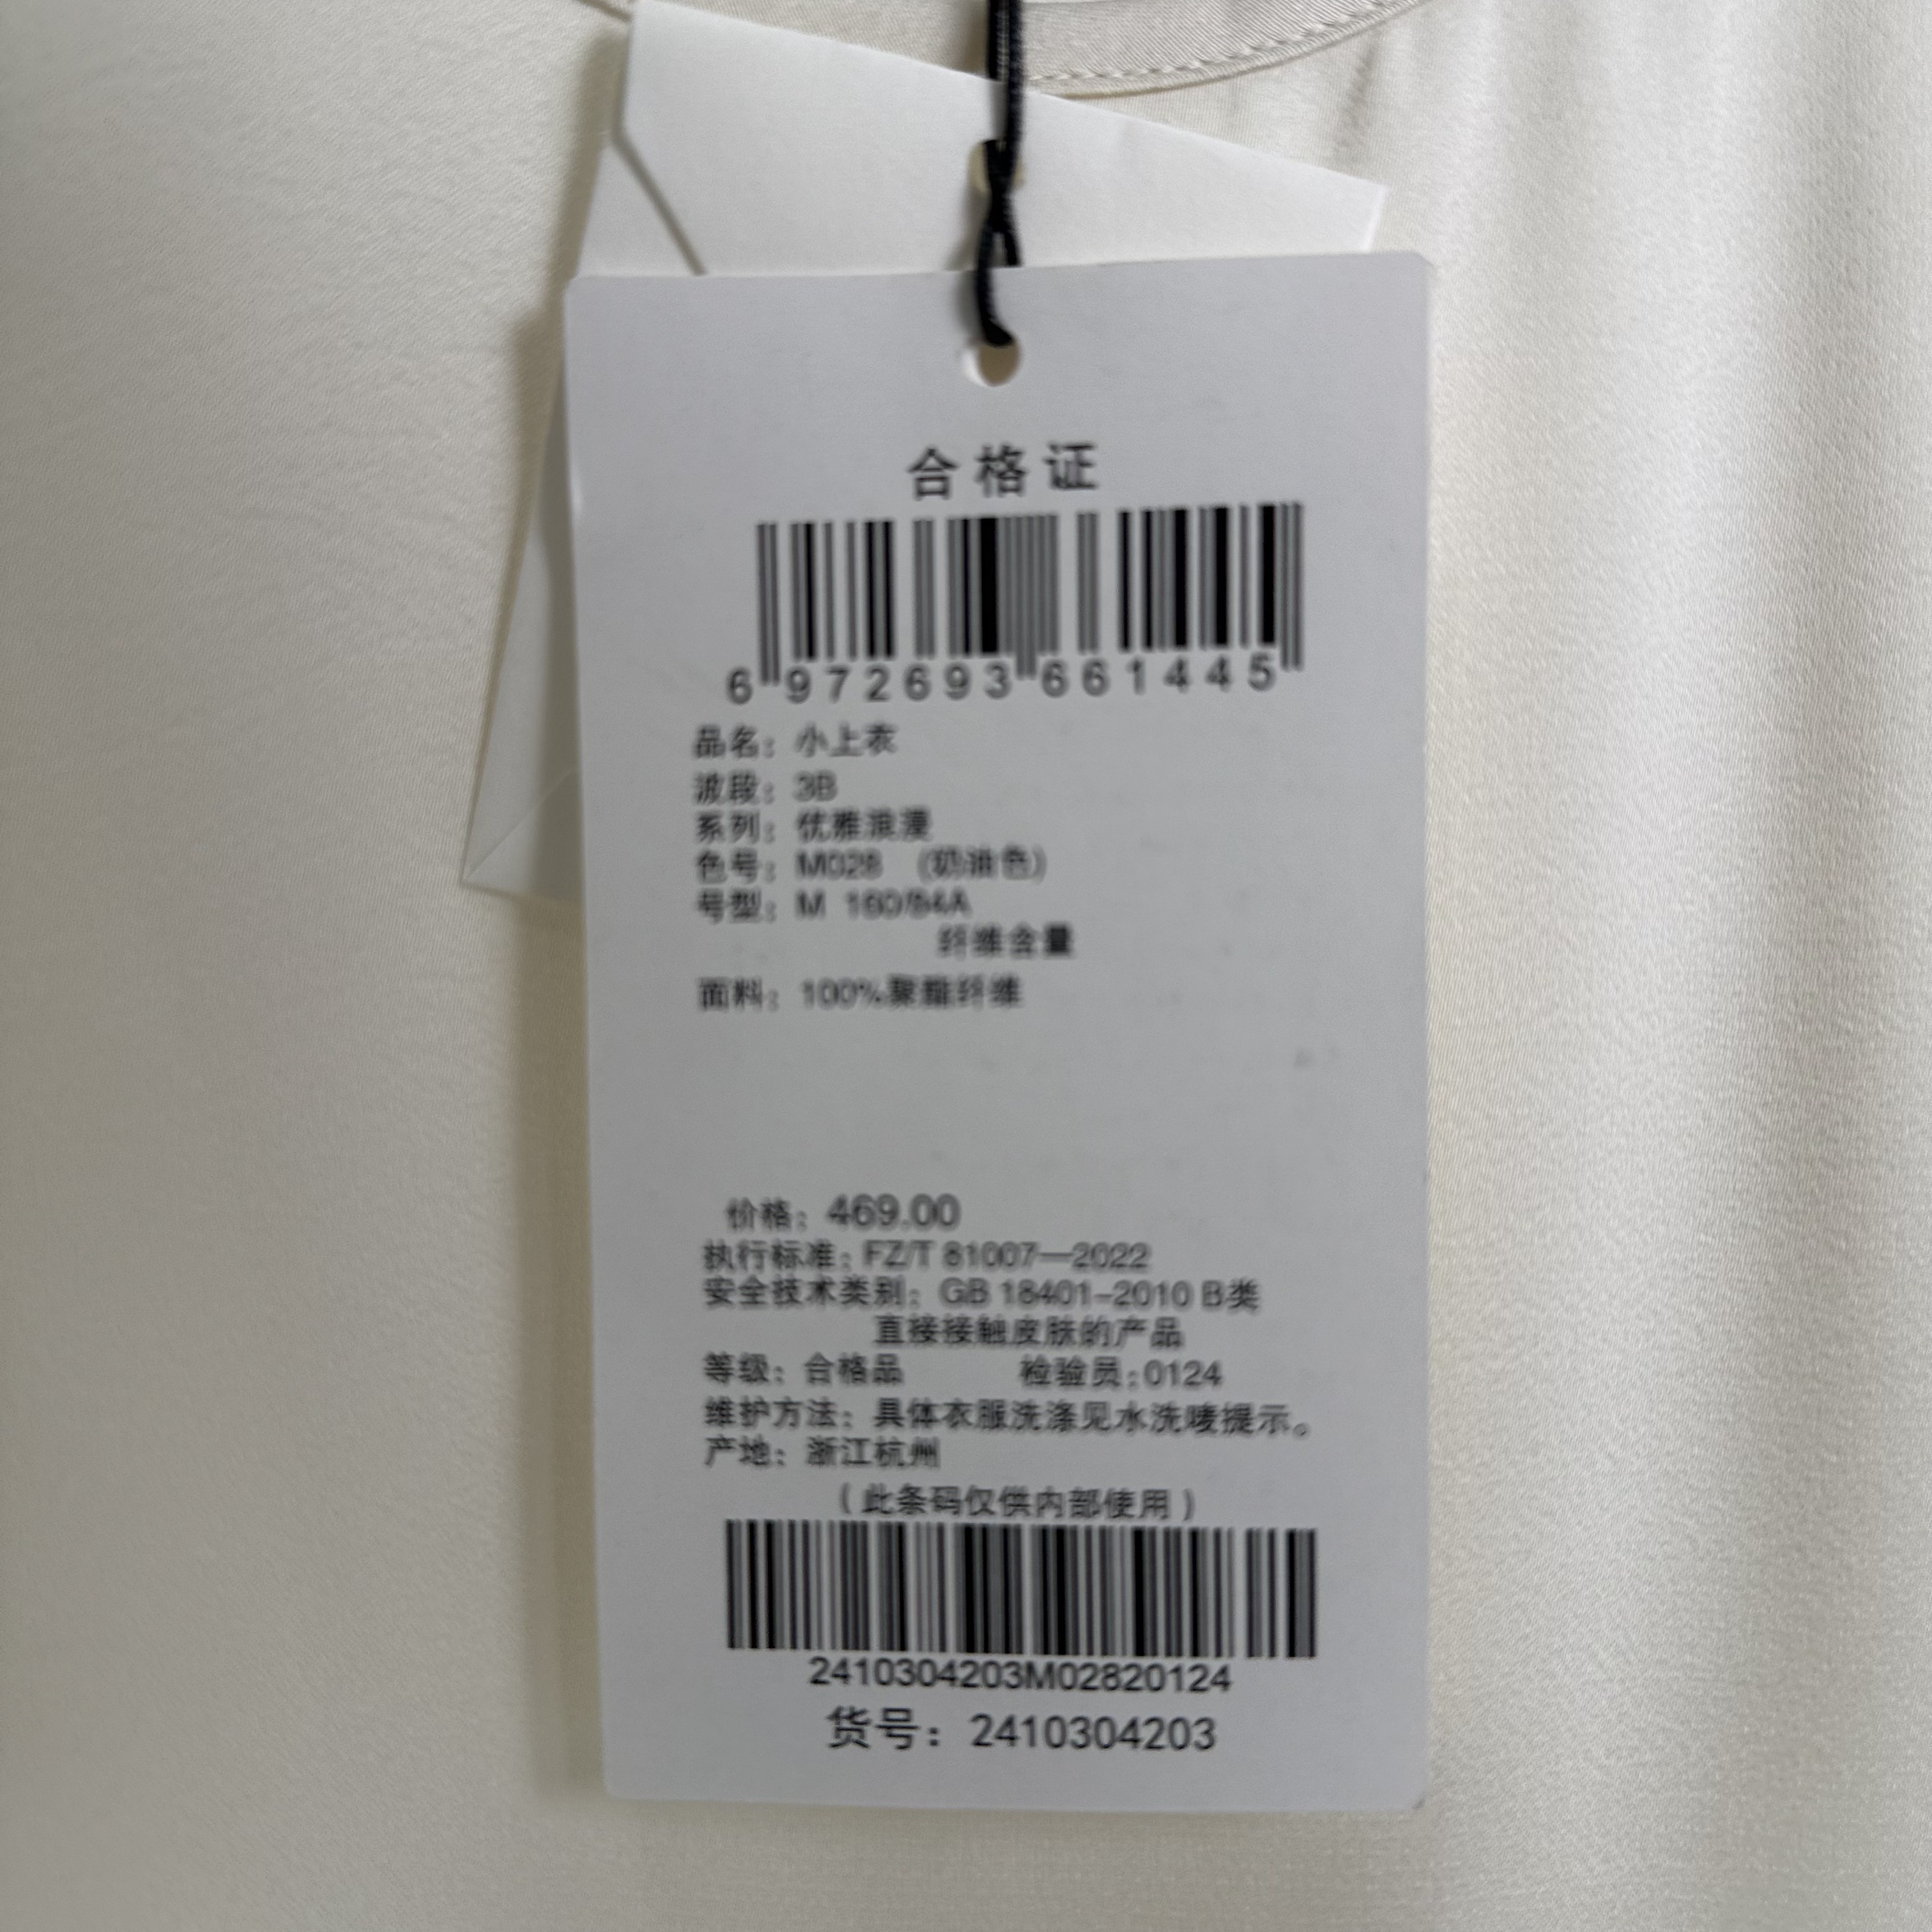 合格证
6 972693 661445
品名：小上衣
波段：3B
系列：优雅浪漫
色号：M028 （奶油色）
号型：M 160/84A
纤维含量
面料：100%聚酯纤维
价格：469.00
执行标准：FZ/T 81007—2022
安全技术类别：GB 18401-2010 B类
直接接触皮肤的产品
等级：合格品 检验员:0124
维护方法：具体衣服洗涤见水洗唛提示。
产地：浙江杭州
（此条码仅供内部使用）
2410304203M02820124
货号：2410304203